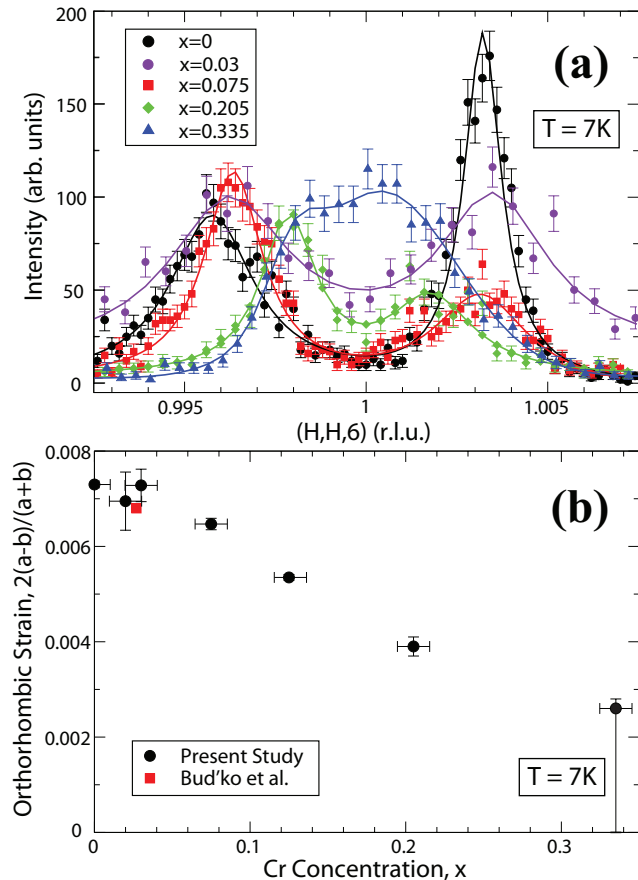 (a)
x=0
x=0.03
x=0.075
x=0.205
x=0.335
T = 7K
Intensity (arb. units)
200
150
100
50
0
0.995
1
1.005
(H,H,6) (r.l.u.)
(b)
Orthorhombic Strain, 2(a-b)/(a+b)
0.008
0.006
0.004
0.002
0
Present Study
Bud'ko et al.
T = 7K
0
0.1
0.2
0.3
Cr Concentration, x